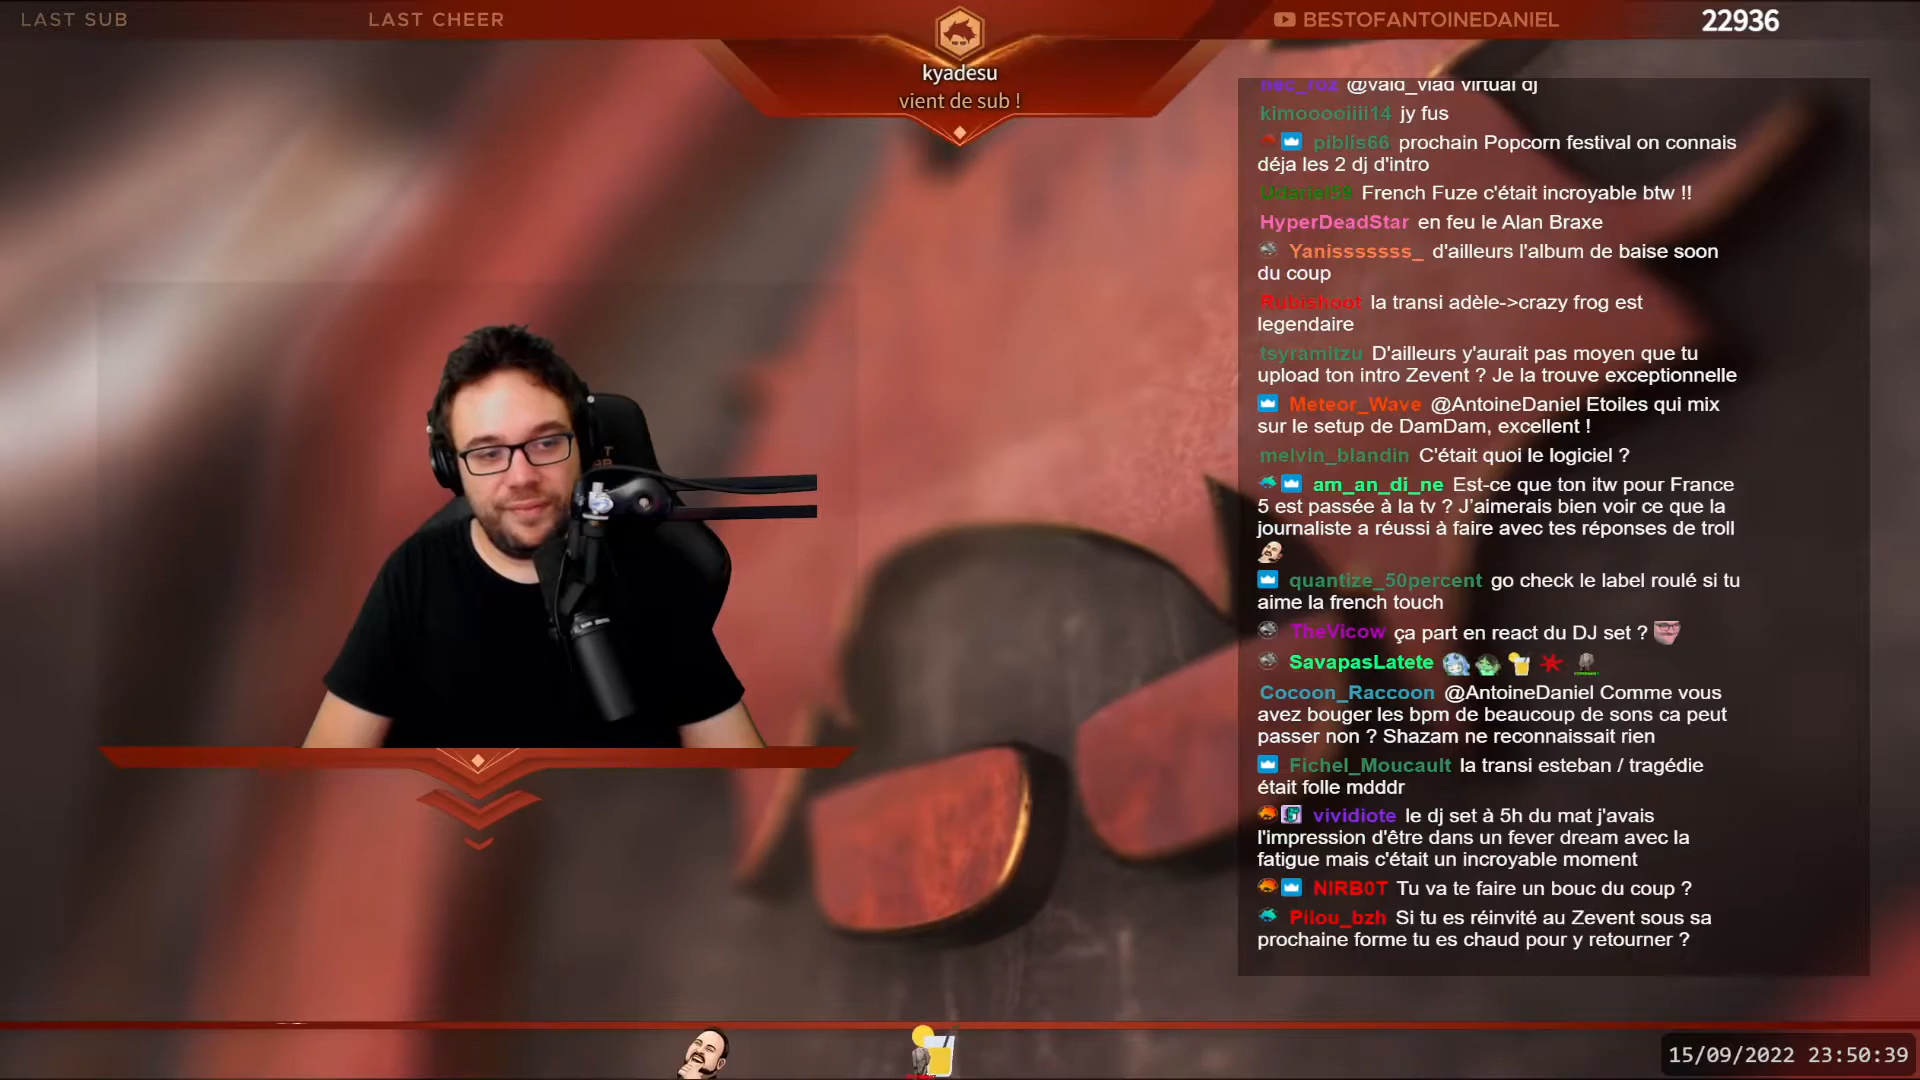 LAST SUB
LAST CHEER
BESTOFANTOINEDANIEL
22936
kyadesu
vient de sub !
nec_roz @vald_vlad virtual dj
kimooooiiii14 jy fus
piblis66 prochain Popcorn festival on connais
déja les 2 dj d'intro
Udariel59 French Fuze c'était incroyable btw !!
HyperDeadStar en feu le Alan Braxe
Yanisssssss_ d'ailleurs l'album de baise soon
du coup
Rubishoot la transi adèle->crazy frog est
legendaire
tsyramitzu D'ailleurs y'aurait pas moyen que tu
upload ton intro Zevent ? Je la trouve exceptionnelle
Meteor_Wave @AntoineDaniel Etoiles qui mix
sur le setup de DamDam, excellent !
melvin_blandin C'était quoi le logiciel ?
am_an_di_ne Est-ce que ton itw pour France
5 est passée à la tv ? J'aimerais bien voir ce que la
journaliste a réussi à faire avec tes réponses de troll
quantize_50percent go check le label roulé si tu
aime la french touch
TheVicow ça part en react du DJ set ?
SavapasLatete
Cocoon_Raccoon @AntoineDaniel Comme vous
avez bouger les bpm de beaucoup de sons ca peut
passer non ? Shazam ne reconnaissait rien
Fichel_Moucault la transi esteban / tragédie
était folle mdddr
vividiote le dj set à 5h du mat j'avais
l'impression d'être dans un fever dream avec la
fatigue mais c'était un incroyable moment
NIRB0T Tu va te faire un bouc du coup ?
Pilou_bzh Si tu es réinvité au Zevent sous sa
prochaine forme tu es chaud pour y retourner ?
15/09/2022 23:50:39